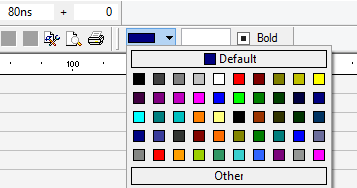 80ns + 0
Bold
100
Default
Other